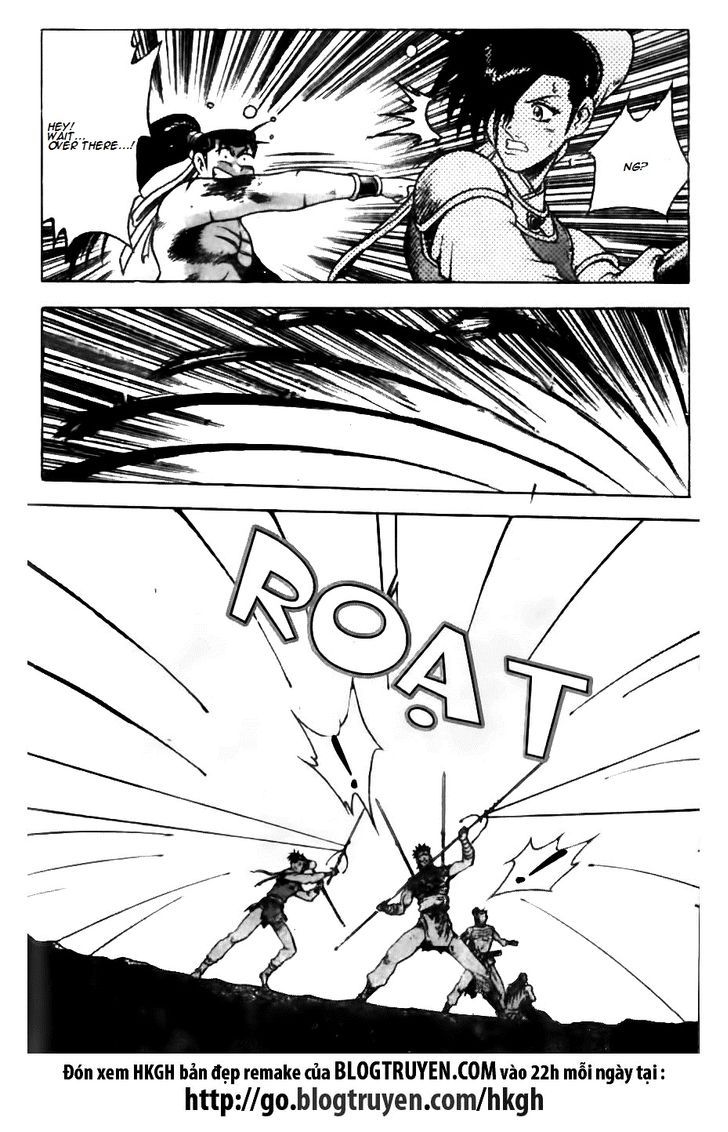 HEY!
WAIT...
OVER THERE...!
NG?
ROẠT
!
!
Đón xem HKGH bản đẹp remake của BLOGTRUYEN.COM vào 22h mỗi ngày tại :
http://go.blogtruyen.com/hkgh